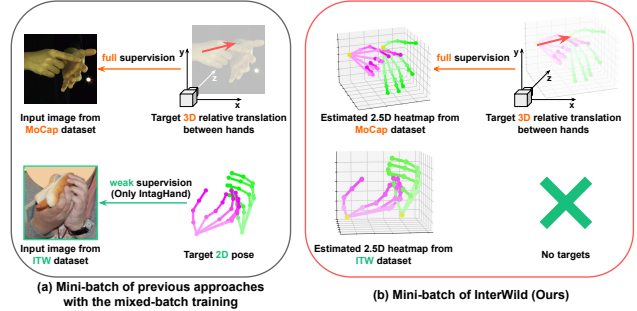 y
z
x
full supervision
Input image from
MoCap dataset
Target 3D relative translation
between hands
weak supervision
(Only IntagHand)
Input image from
ITW dataset
Target 2D pose
(a) Mini-batch of previous approaches
with the mixed-batch training
y
z
x
full supervision
Estimated 2.5D heatmap from
MoCap dataset
Target 3D relative translation
between hands
Estimated 2.5D heatmap from
ITW dataset
No targets
(b) Mini-batch of InterWild (Ours)